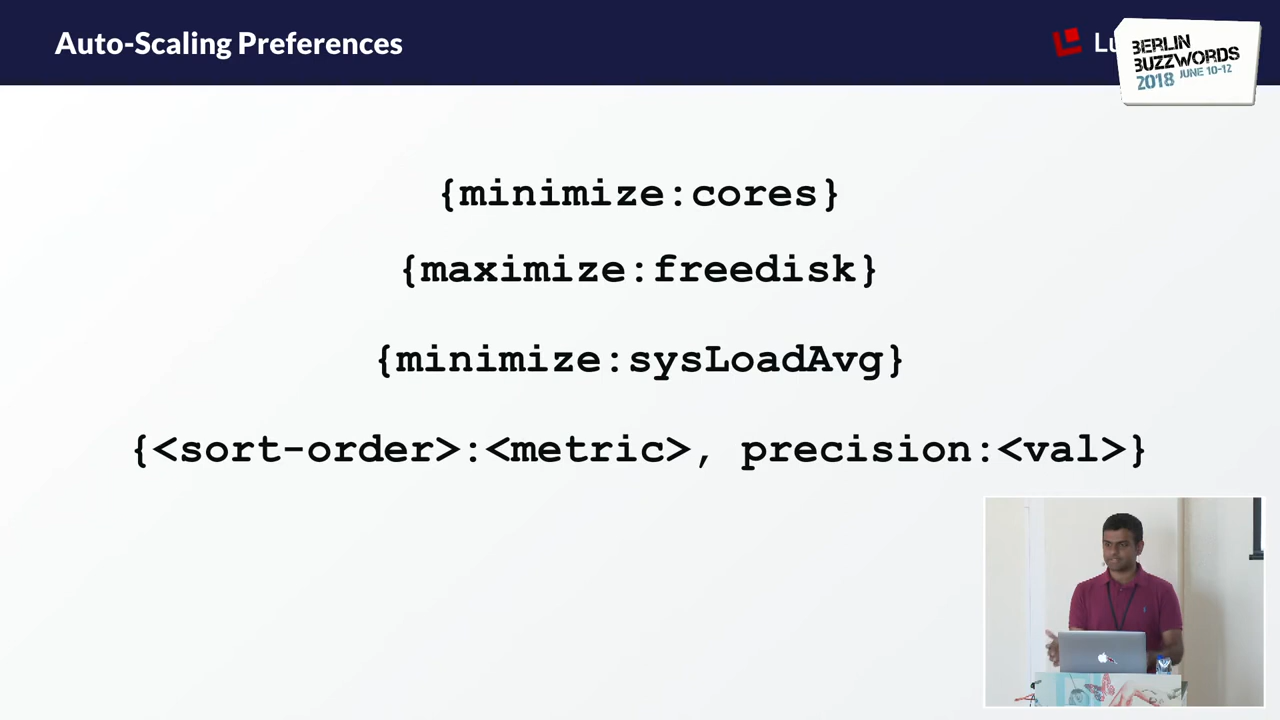 Auto-Scaling Preferences
Lu
BERLIN
BUZZWORDS
2018 JUNE 10-12
{minimize:cores}
{maximize:freedisk}
{minimize:sysLoadAvg}
{<sort-order>:<metric>, precision:<val>}